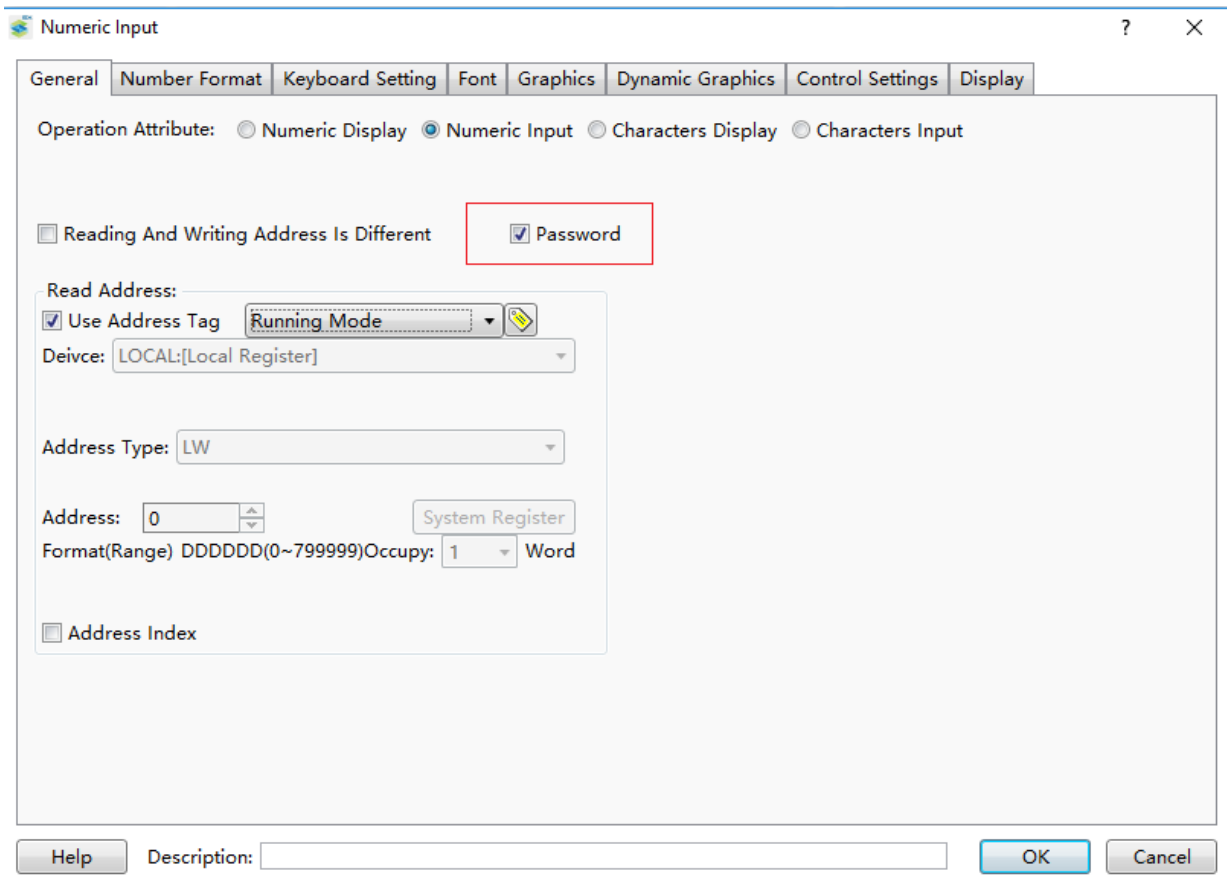 Numeric Input ?
General Number Format Keyboard Setting Font Graphics Dynamic Graphics Control Settings Display
Operation Attribute: Numeric Display Numeric Input Characters Display Characters Input
Reading And Writing Address Is Different Password
Read Address:
Use Address Tag Running Mode
Deivce: LOCAL:[Local Register]
Address Type: LW
Address: 0 System Register
Format(Range) DDDDDD(0~799999)Occupy: 1 Word
Address Index
Help Description: OK Cancel